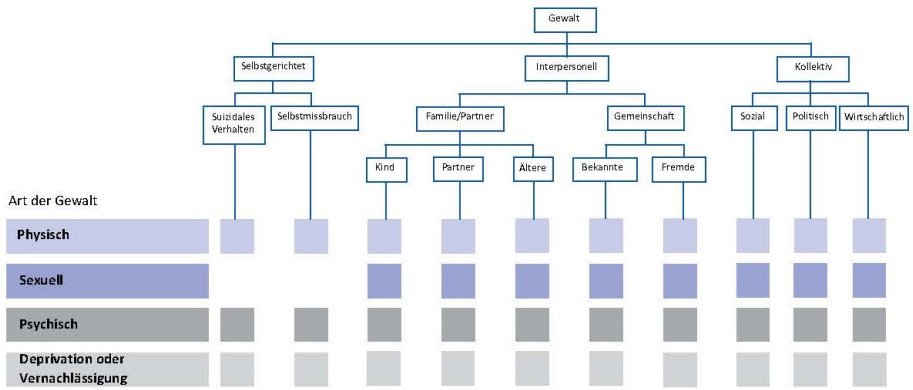 Gewalt
Selbstgerichtet
Interpersonell
Kollektiv
Suizidales
Verhalten
Selbstmissbrauch
Familie/Partner
Gemeinschaft
Sozial
Politisch
Wirtschaftlich
Kind
Partner
Ältere
Bekannte
Fremde
Art der Gewalt
Physisch
Sexuell
Psychisch
Deprivation oder
Vernachlässigung